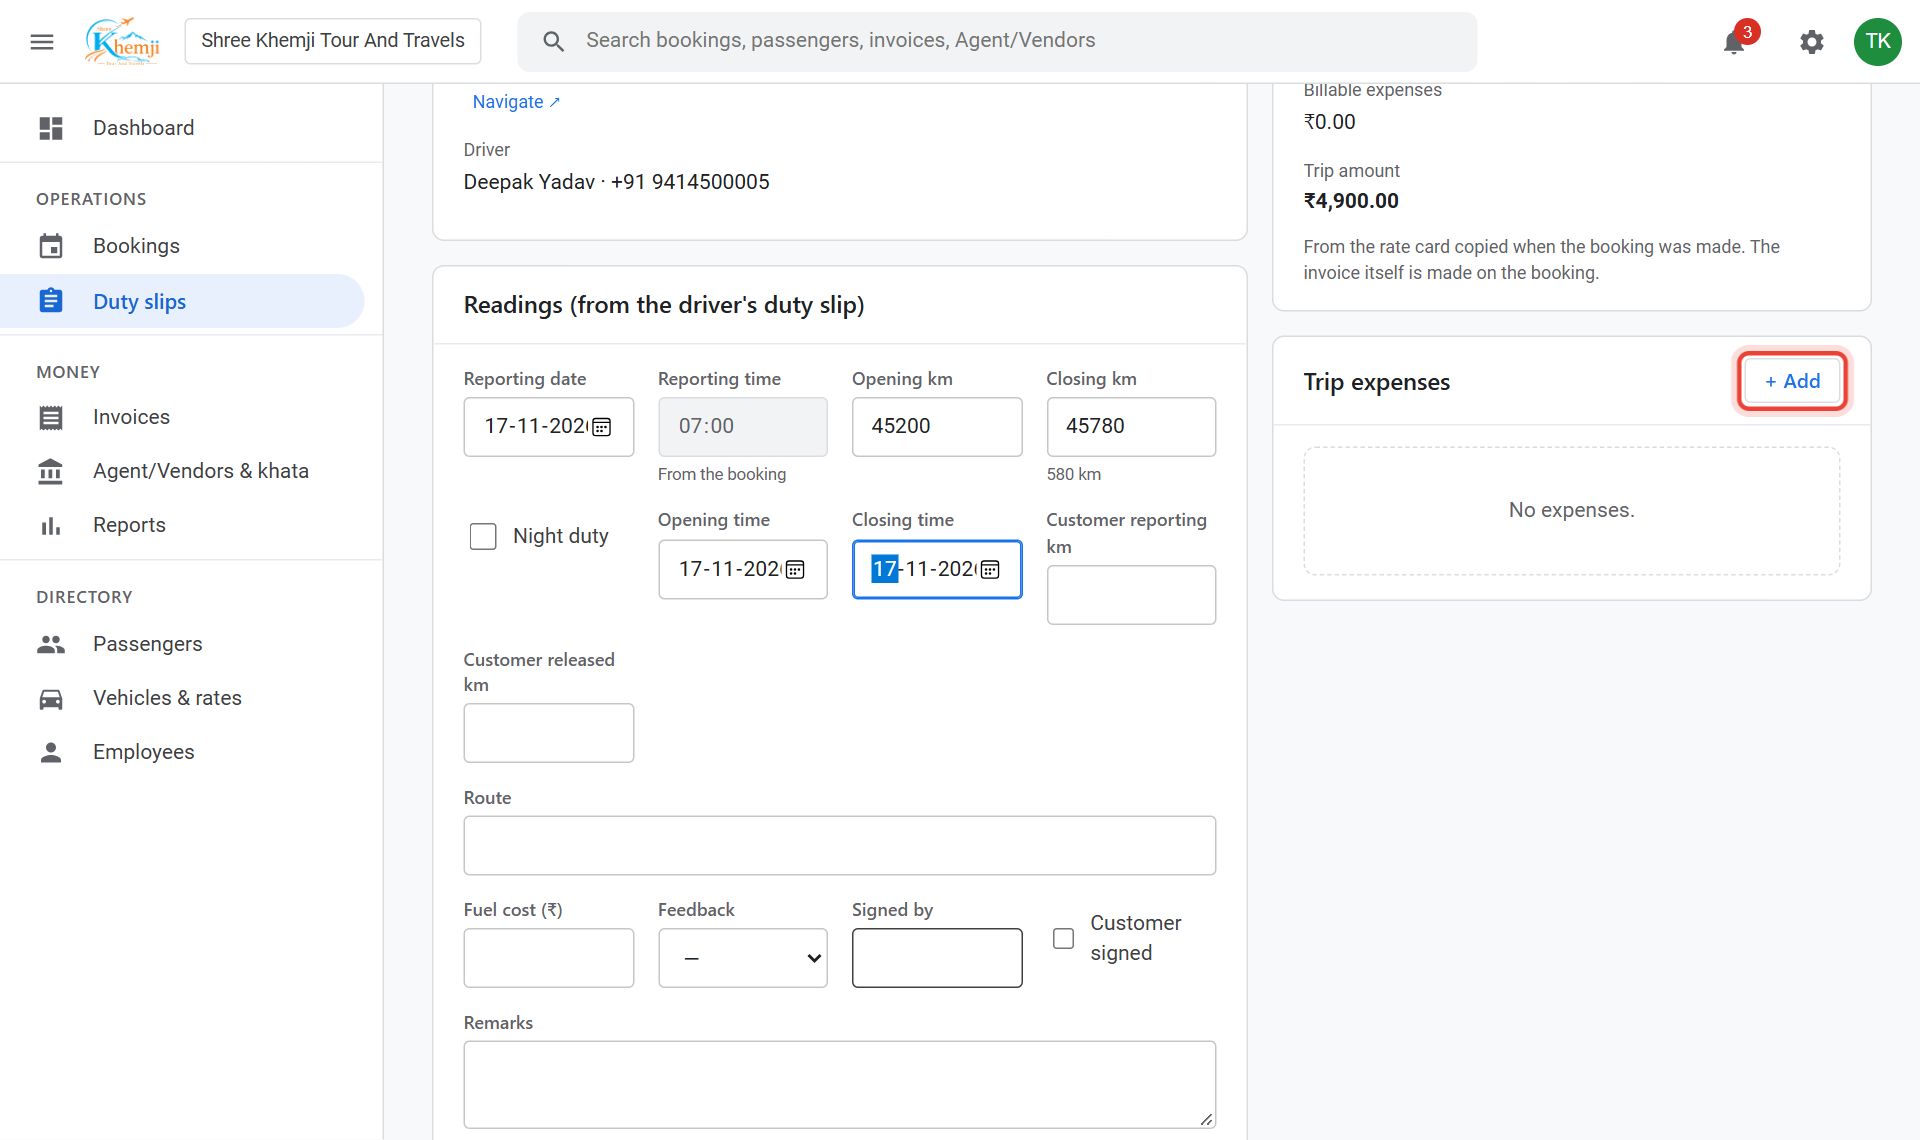 Khemji
Shree Khemji Tour And Travels
Search bookings, passengers, invoices, Agent/Vendors
3
TK
Dashboard
OPERATIONS
Bookings
Duty slips
MONEY
Invoices
Agent/Vendors & khata
Reports
DIRECTORY
Passengers
Vehicles & rates
Employees
Navigate ↗
Driver
Deepak Yadav · +91 9414500005
Readings (from the driver's duty slip)
Reporting date
Reporting time
Opening km
Closing km
17-11-202
07:00
45200
45780
From the booking
580 km
Night duty
Opening time
Closing time
Customer reporting
km
17-11-202
17-11-202
Customer released
km
Route
Fuel cost (₹)
Feedback
Signed by
Customer
signed
—
Remarks
Billable expenses
₹0.00
Trip amount
₹4,900.00
From the rate card copied when the booking was made. The
invoice itself is made on the booking.
Trip expenses
+ Add
No expenses.